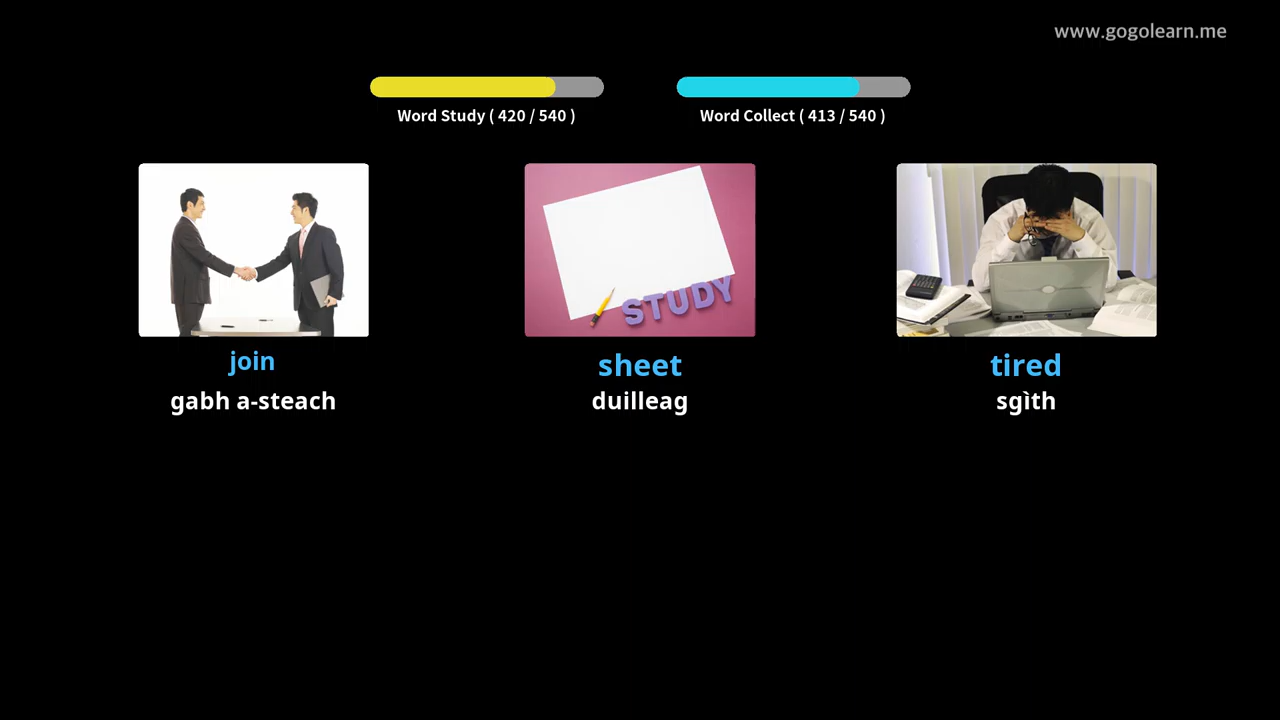 www.gogolearn.me
Word Study ( 420 / 540 )
Word Collect ( 413 / 540 )
STUDY
join
sheet
tired
gabh a-steach
duilleag
sgìth